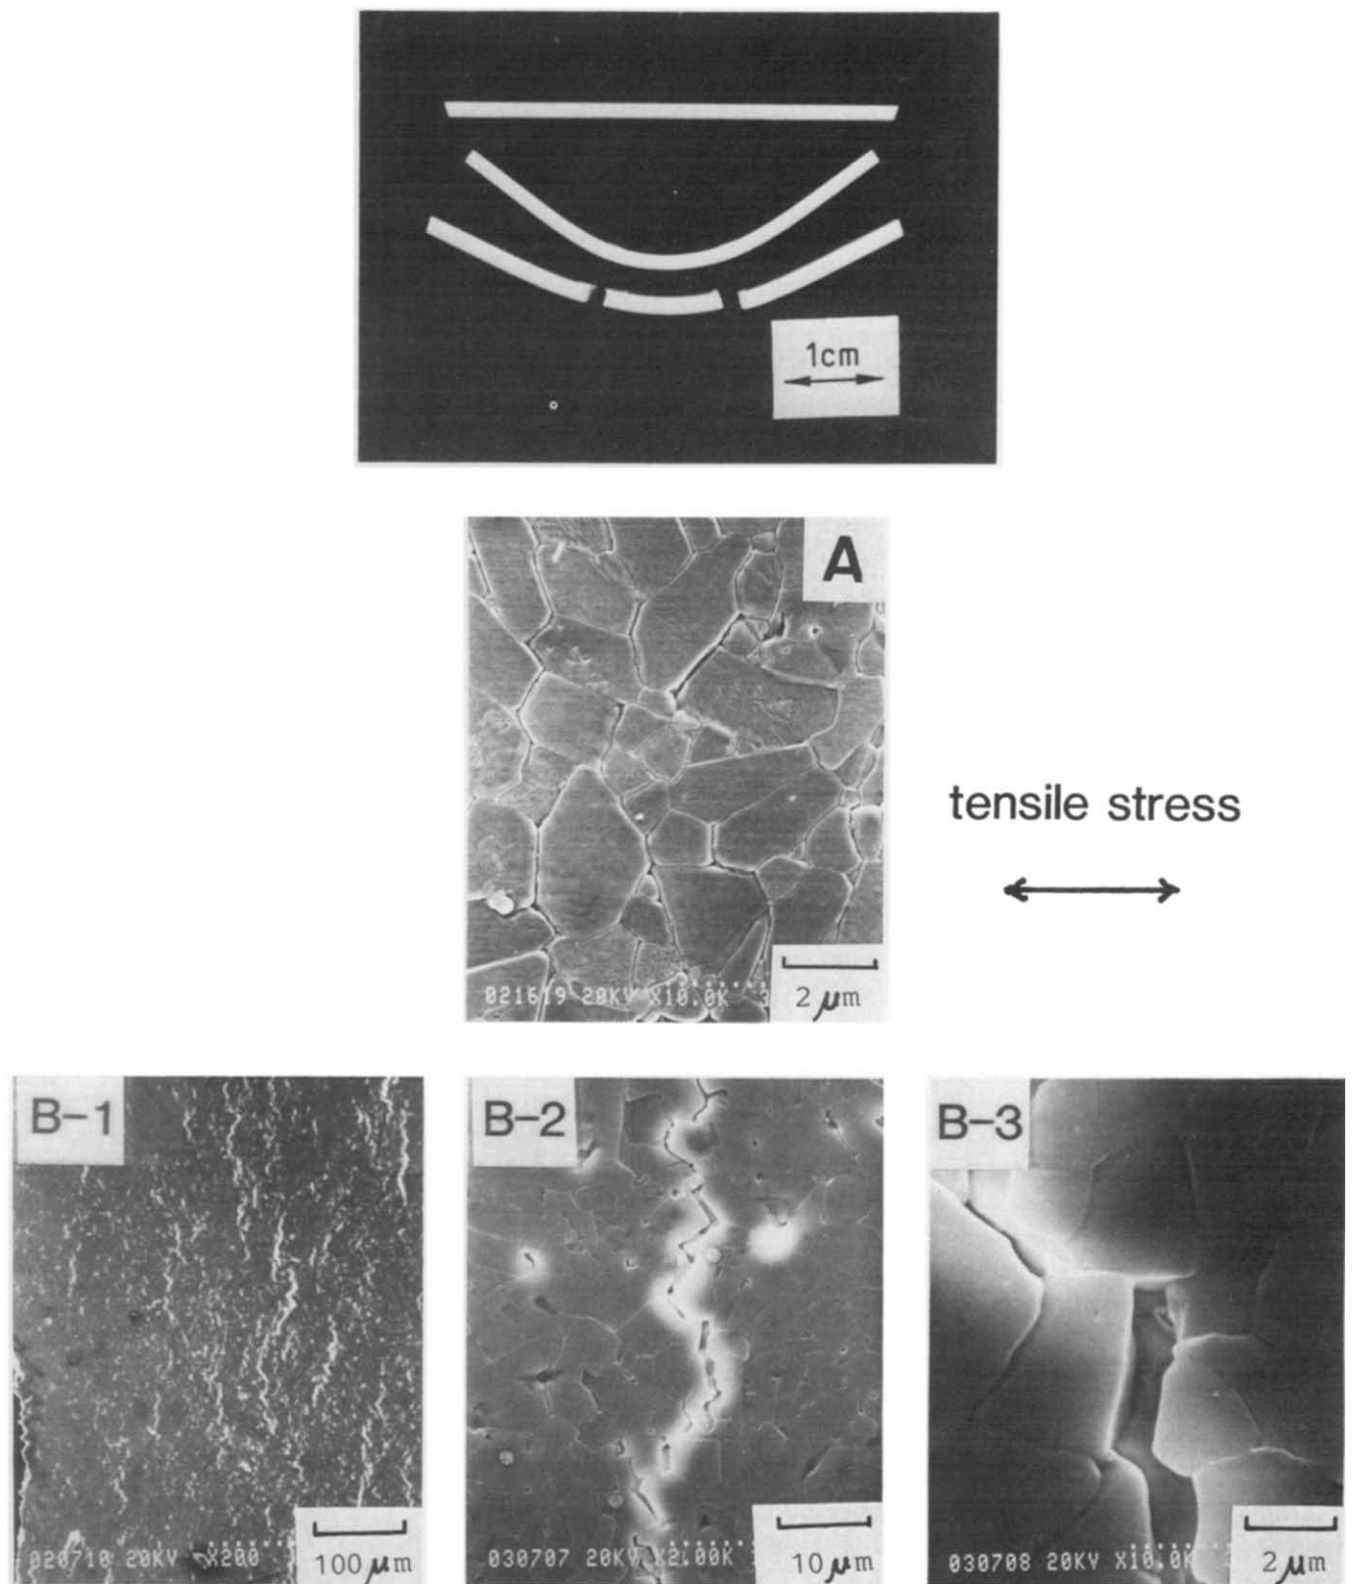 1cm
A
tensile stress
021619 20KV X10.0K 3
2 μm
B-1
B-2
B-3
020710 20KV X200
100 μm
030707 20KV X2.00K
10 μm
030708 20KV X10.0K
2 μm